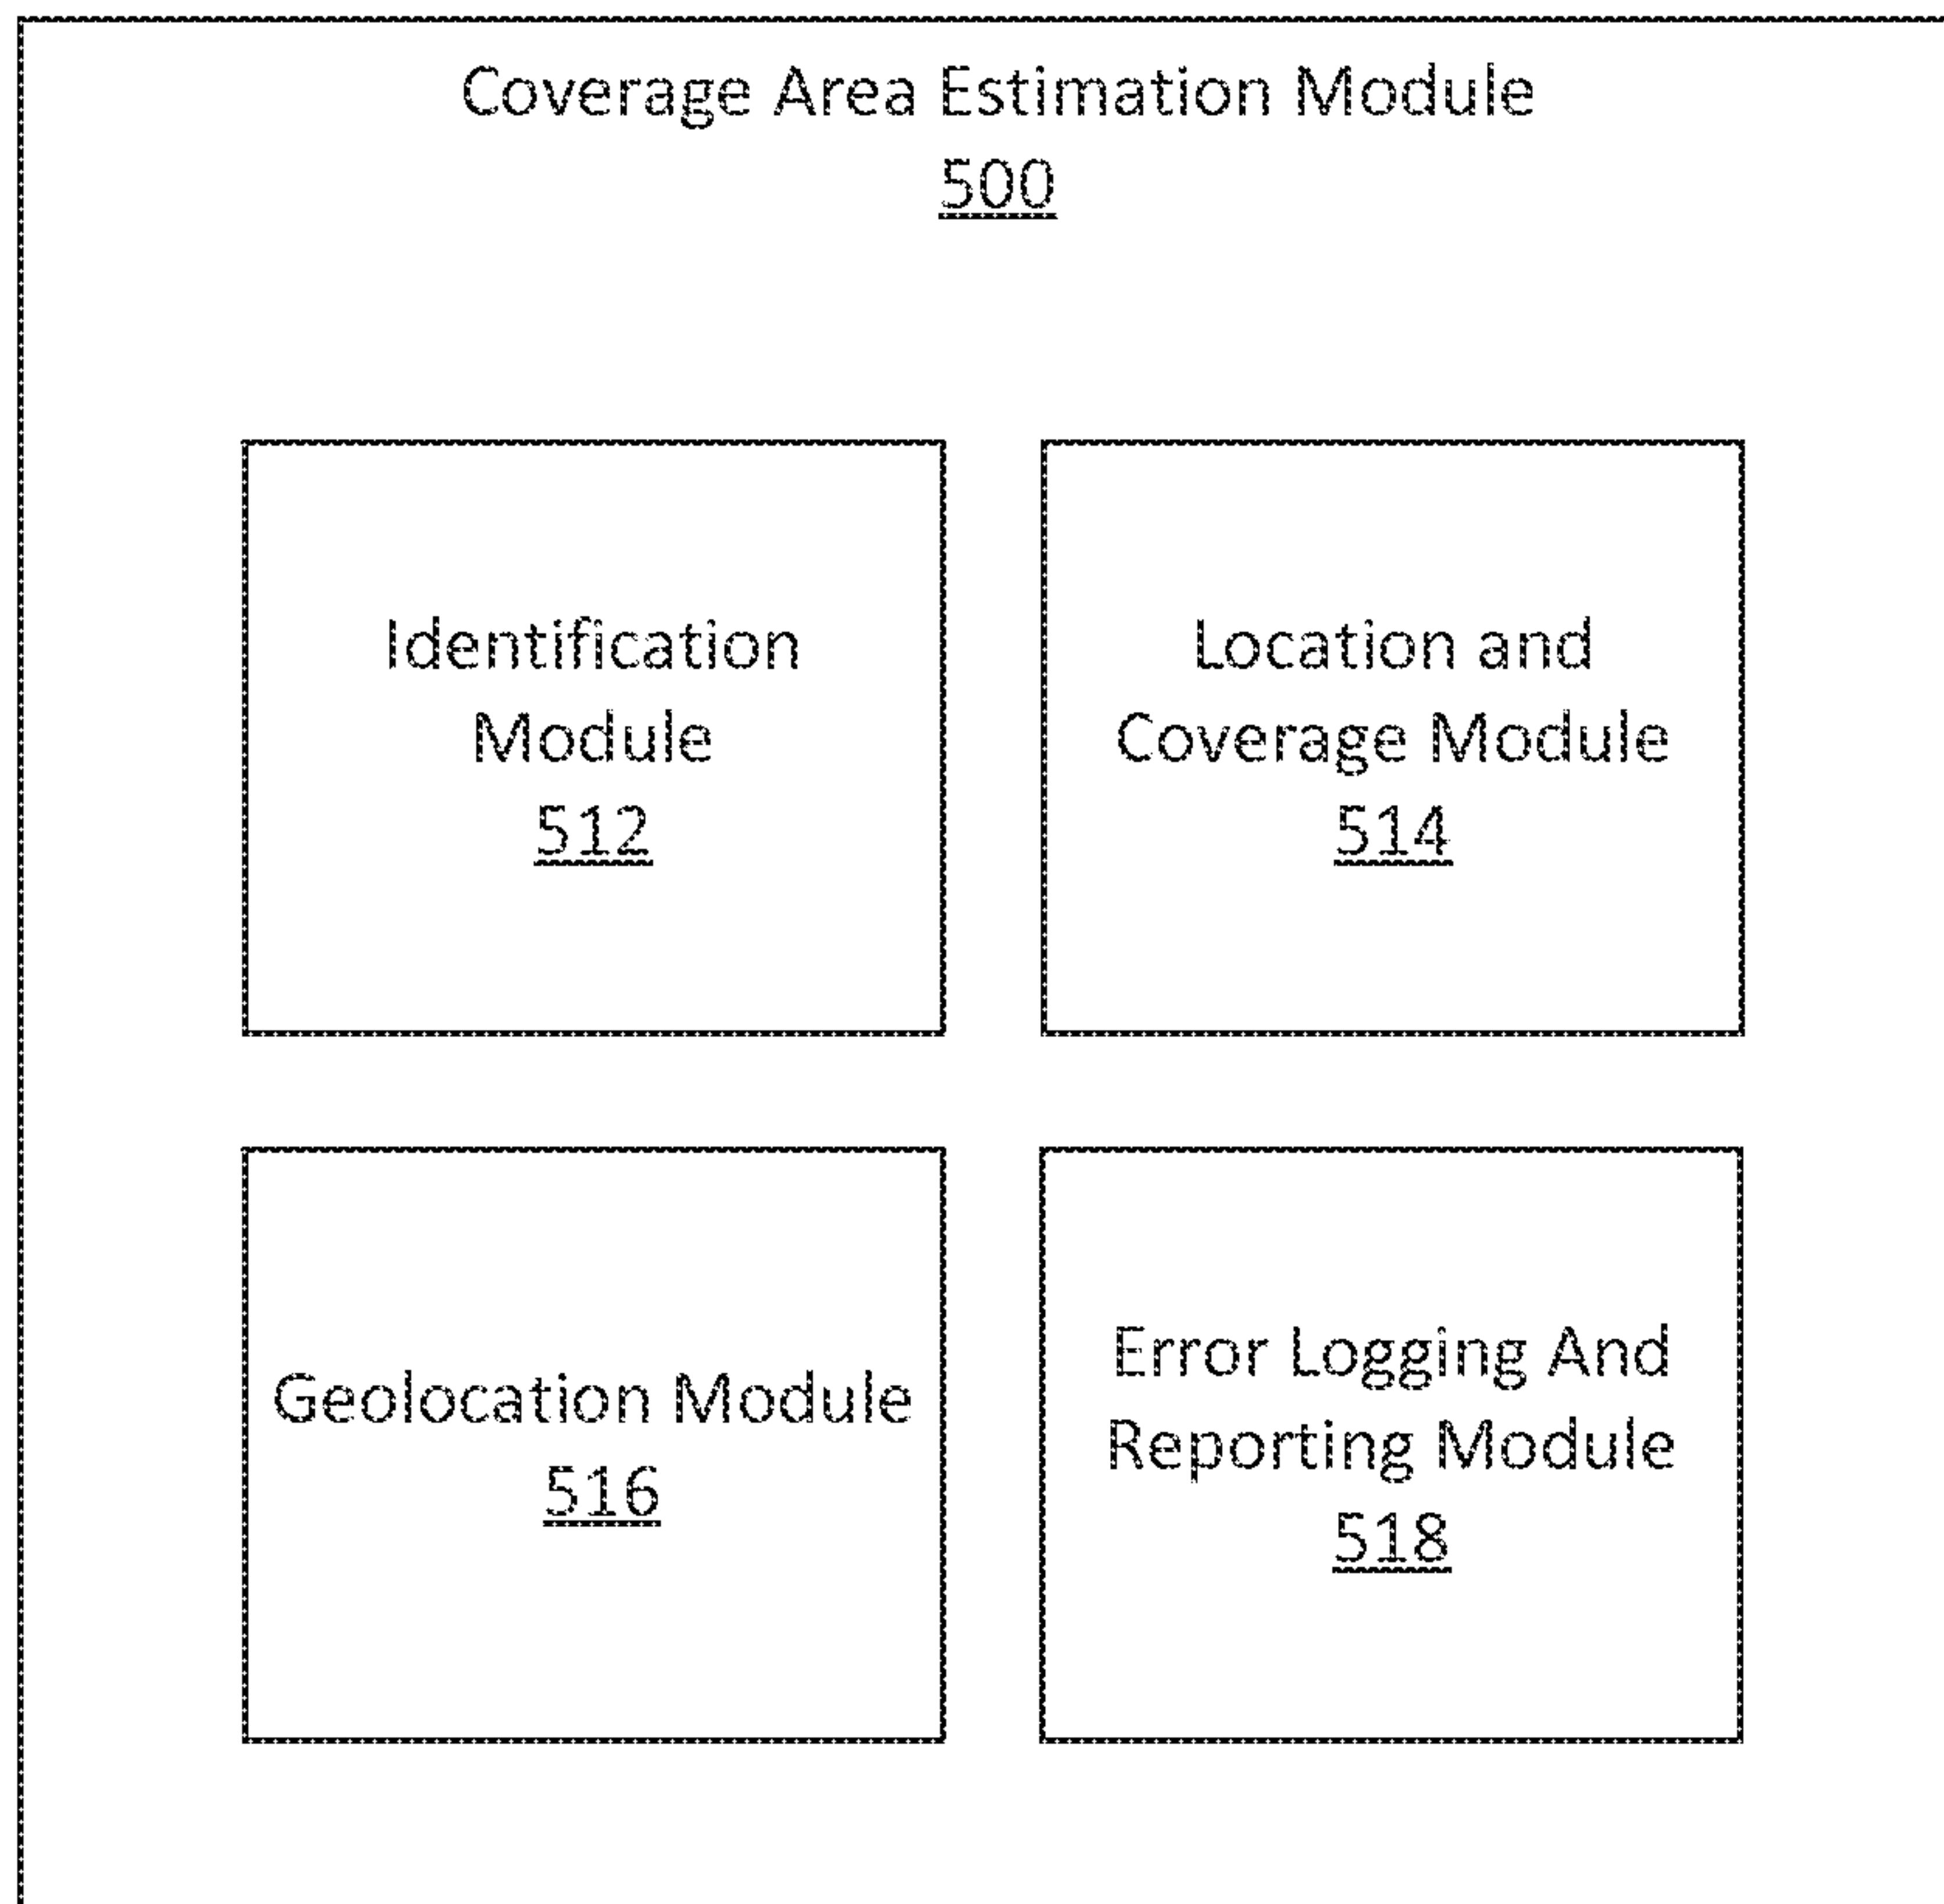 Coverage Area Estimation Module
500
Identification
Module
512
Location and
Coverage Module
514
Geolocation Module
516
Error Logging And
Reporting Module
518